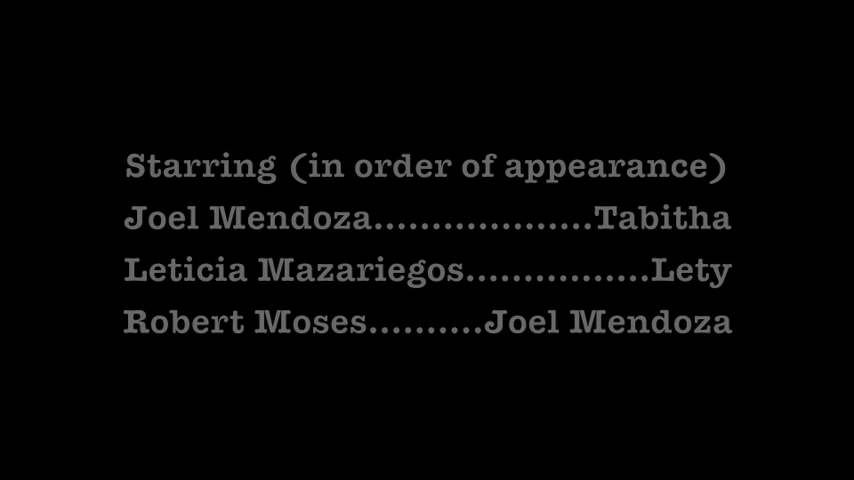 Starring (in order of appearance)
Joel Mendoza...................Tabitha
Leticia Mazariegos................Lety
Robert Moses..........Joel Mendoza